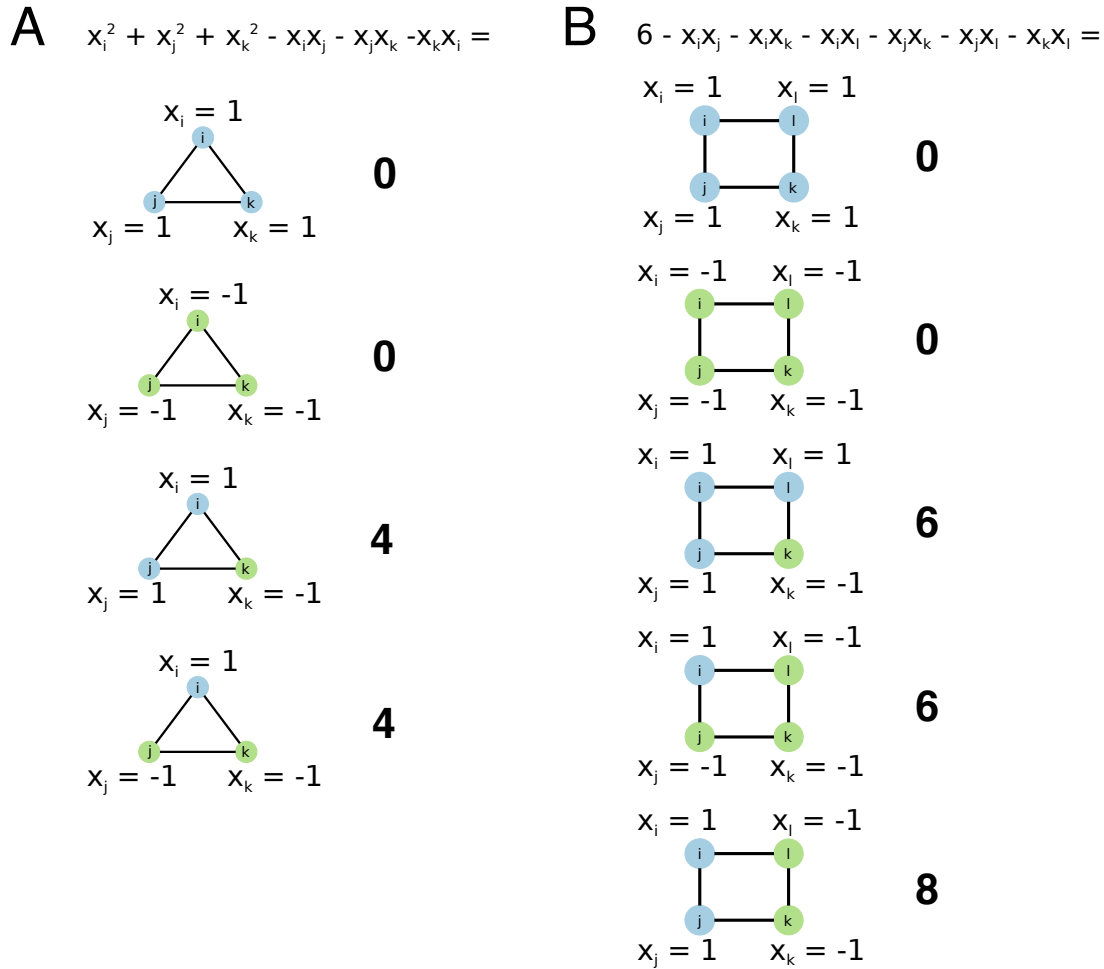 A
xᵢ² + xⱼ² + xₖ² - xᵢxⱼ - xⱼxₖ -xₖxᵢ =
xᵢ = 1
i
0
j k
xⱼ = 1 xₖ = 1
xᵢ = -1
i
0
j k
xⱼ = -1 xₖ = -1
xᵢ = 1
i
4
j k
xⱼ = 1 xₖ = -1
xᵢ = 1
i
4
j k
xⱼ = -1 xₖ = -1
B
6 - xᵢxⱼ - xᵢxₖ - xᵢxₗ - xⱼxₖ - xⱼxₗ - xₖxₗ =
xᵢ = 1 xₗ = 1
i l
0
j k
xⱼ = 1 xₖ = 1
xᵢ = -1 xₗ = -1
i l
0
j k
xⱼ = -1 xₖ = -1
xᵢ = 1 xₗ = 1
i l
6
j k
xⱼ = 1 xₖ = -1
xᵢ = 1 xₗ = -1
i l
6
j k
xⱼ = -1 xₖ = -1
xᵢ = 1 xₗ = -1
i l
8
j k
xⱼ = 1 xₖ = -1